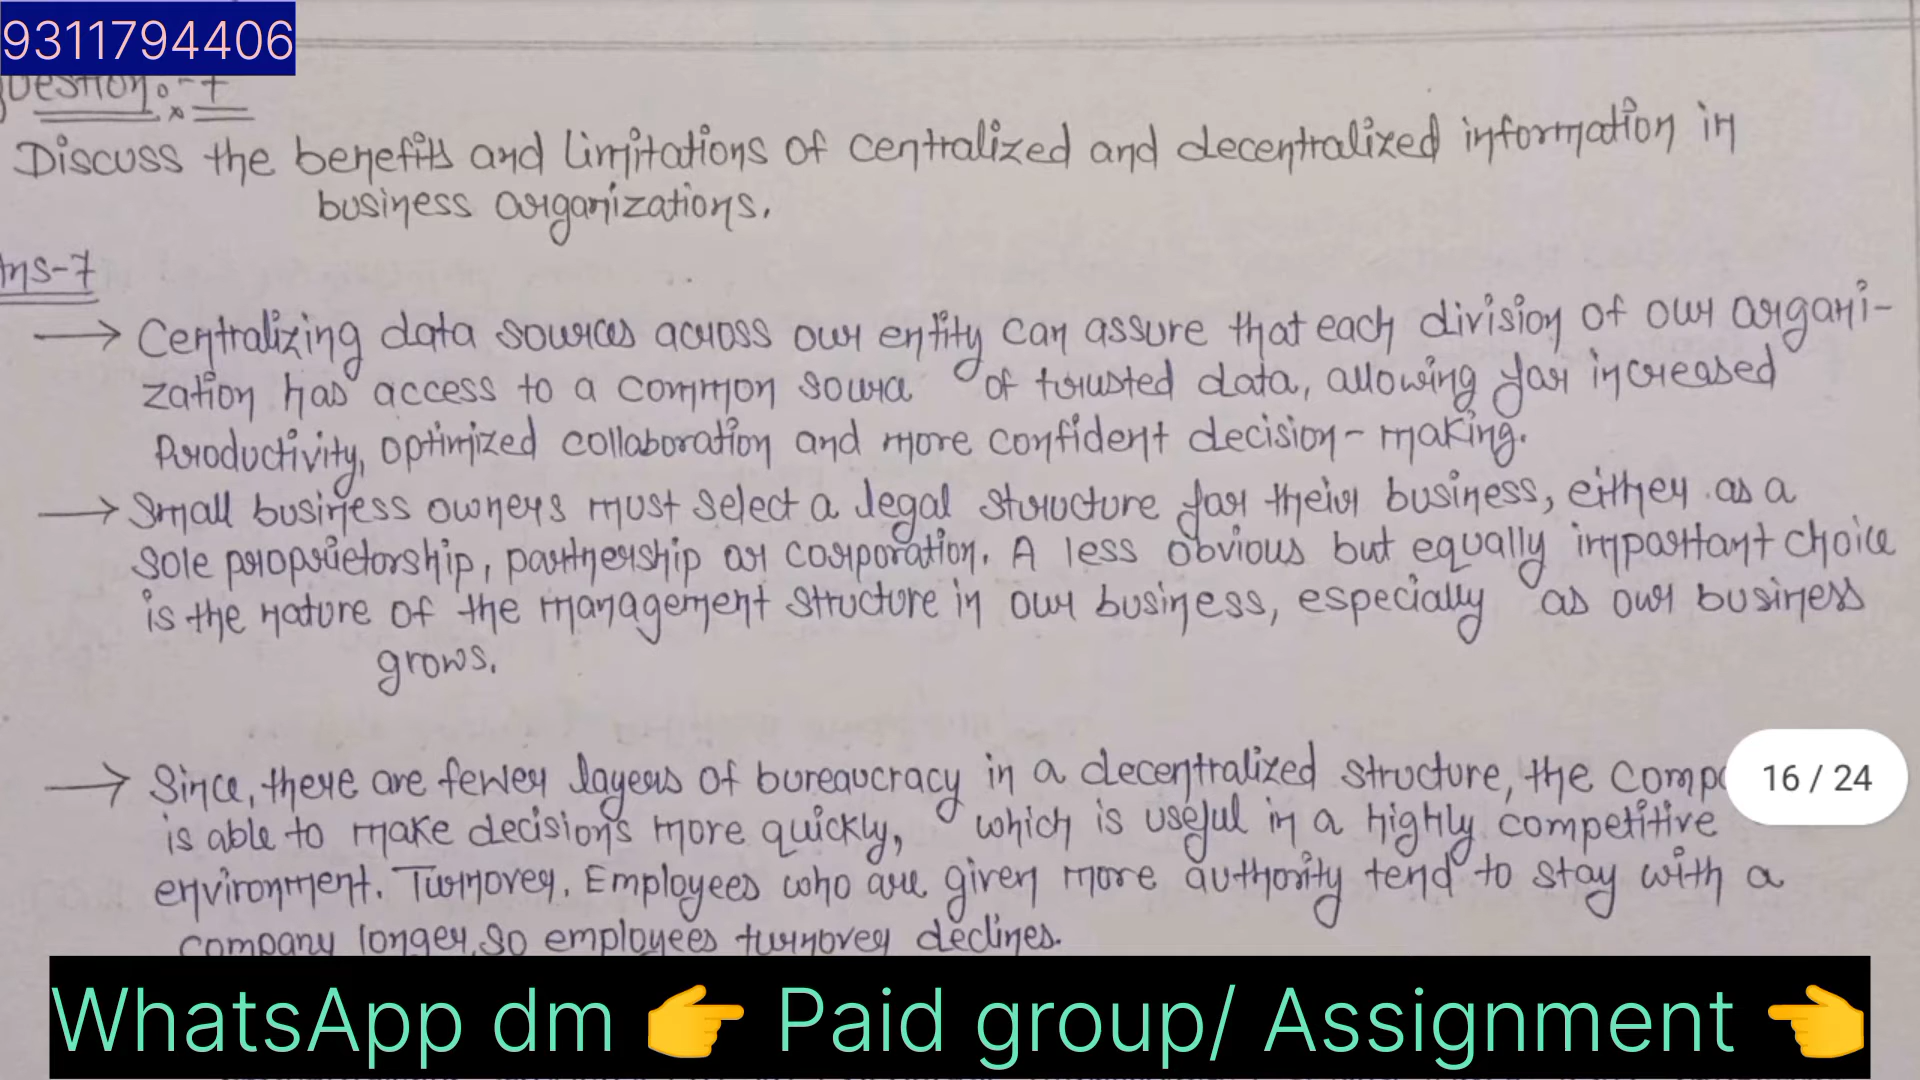 9311794406
Question:-7
Discuss the benefits and limitations of centralized and decentralized information in
business organizations.
Ans-7
→ Centralizing data sources across our entity can assure that each division of our organi-
zation has access to a common source of trusted data, allowing for increased
Productivity, optimized collaboration and more confident decision-making.
→ Small business owners must select a legal structure for their business, either as a
sole proprietorship, partnership or corporation. A less obvious but equally important choice
is the nature of the management structure in our business, especially as our business
grows.
→ Since, there are fewer layers of bureaucracy in a decentralized structure, the comp
16 / 24
is able to make decisions more quickly, which is useful in a highly competitive
environment. Turnover. Employees who are given more authority tend to stay with a
company longer, so employees turnover declines.
WhatsApp dm 👉 Paid group/ Assignment 👈